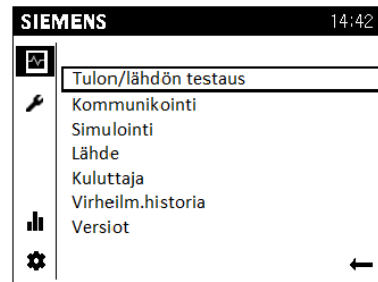 SIEMENS 14:42
Tulon/lähdön testaus
Kommunikointi
Simulointi
Lähde
Kuluttaja
Virheilm.historia
Versiot